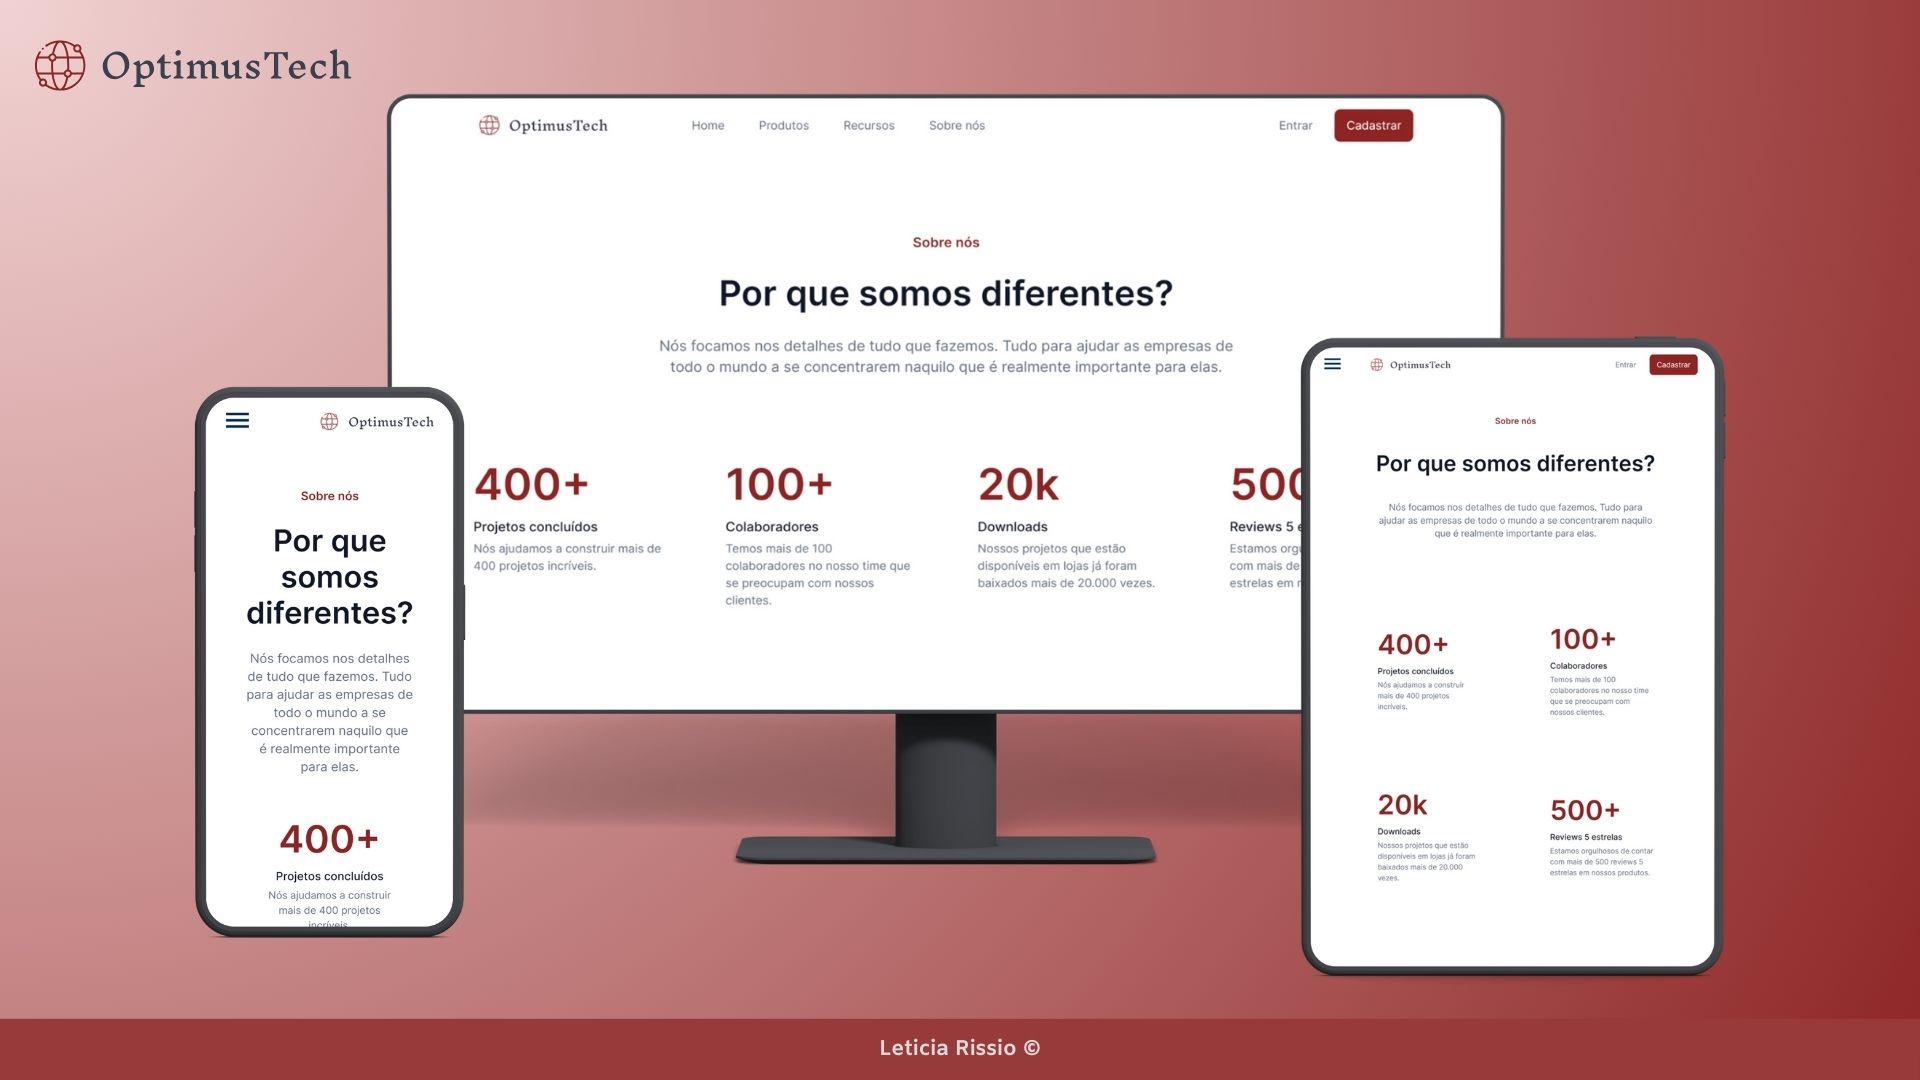 OptimusTech
OptimusTech
Home
Produtos
Recursos
Sobre nós
Entrar
Cadastrar
Sobre nós
Por que somos diferentes?
Nós focamos nos detalhes de tudo que fazemos. Tudo para ajudar as empresas de
todo o mundo a se concentrarem naquilo que é realmente importante para elas.
400+
Projetos concluídos
Nós ajudamos a construir mais de
400 projetos incríveis.
100+
Colaboradores
Temos mais de 100
colaboradores no nosso time que
se preocupam com nossos
clientes.
20k
Downloads
Nossos projetos que estão
disponíveis em lojas já foram
baixados mais de 20.000 vezes.
500
Reviews 5
Estamos
com mais de
estrelas em
OptimusTech
Sobre nós
Por que
somos
diferentes?
Nós focamos nos detalhes
de tudo que fazemos. Tudo
para ajudar as empresas de
todo o mundo a se
concentrarem naquilo que
é realmente importante
para elas.
400+
Projetos concluídos
Nós ajudamos a construir
mais de 400 projetos
incríveis.
OptimusTech
Entrar
Cadastrar
Sobre nós
Por que somos diferentes?
Nós focamos nos detalhes de tudo que fazemos. Tudo para
ajudar as empresas de todo o mundo a se concentrarem naquilo
que é realmente importante para elas.
400+
Projetos concluídos
Nós ajudamos a construir
mais de 400 projetos
incríveis.
100+
Colaboradores
Temos mais de 100
colaboradores no nosso time
que se preocupam com
nossos clientes.
20k
Downloads
Nossos projetos que estão
disponíveis em lojas já foram
baixados mais de 20.000
vezes.
500+
Reviews 5 estrelas
Estamos orgulhosos de contar
com mais de 500 reviews 5
estrelas em nossos produtos.
Leticia Rissio ©